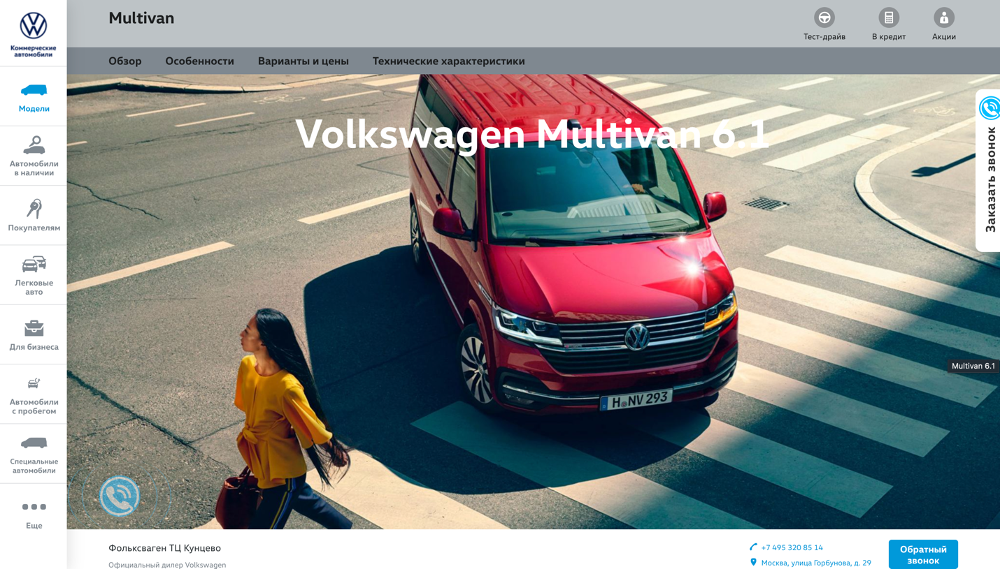 Коммерческие
автомобили
Модели
Автомобили
в наличии
Покупателям
Легковые
авто
Для бизнеса
Автомобили
с пробегом
Специальные
автомобили
Еще
Multivan
Тест-драйв
В кредит
Акции
Обзор
Особенности
Варианты и цены
Технические характеристики
Volkswagen Multivan 6.1
Заказать звонок
Multivan 6.1
H NV 293
Фольксваген ТЦ Кунцево
Официальный дилер Volkswagen
+7 495 320 85 14
Москва, улица Горбунова, д. 29
Обратный
звонок